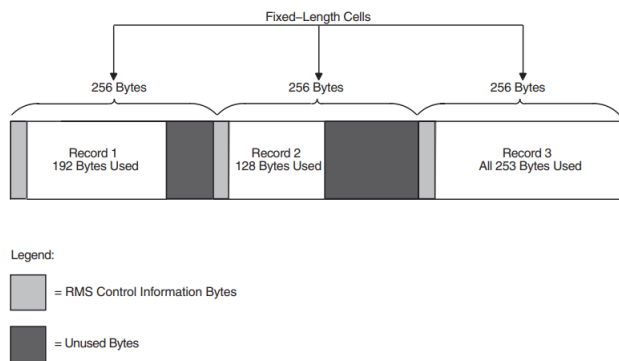 Fixed–Length Cells
256 Bytes
256 Bytes
256 Bytes
Record 1
192 Bytes Used
Record 2
128 Bytes Used
Record 3
All 253 Bytes Used
Legend:
= RMS Control Information Bytes
= Unused Bytes